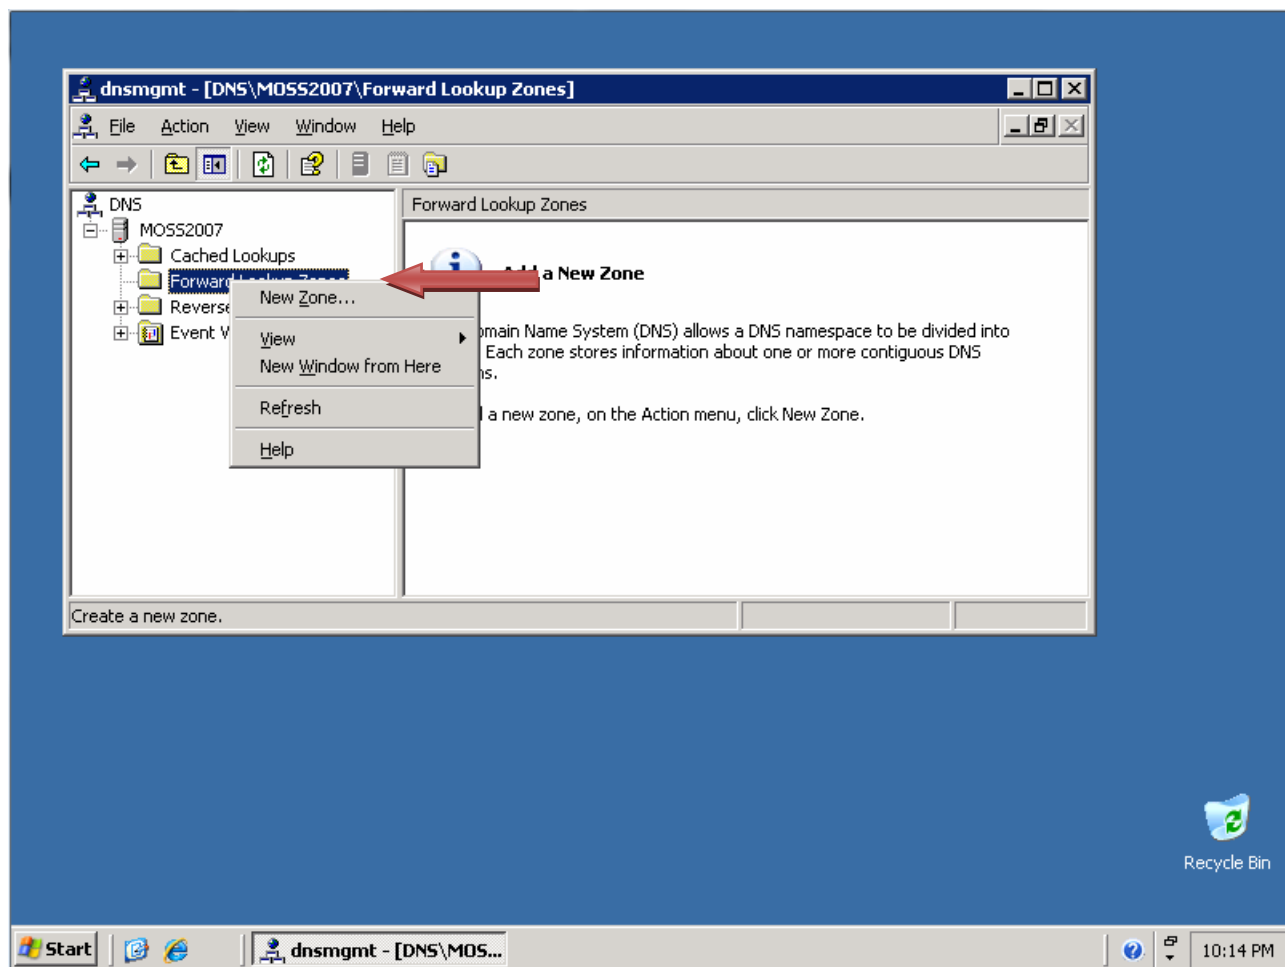 dnsmgmt - [DNS\MOSS2007\Forward Lookup Zones]
File Action View Window Help
DNS
MOSS2007
Cached Lookups
Forward Lookup Zones
Reverse
Event
Forward Lookup Zones
a New Zone
Name System (DNS) allows a DNS namespace to be divided into
Each zone stores information about one or more contiguous DNS
a new zone, on the Action menu, click New Zone.
New Zone...
View
New Window from Here
Refresh
Help
Create a new zone.
Recycle Bin
Start
dnsmgmt - [DNS\MOS...
10:14 PM